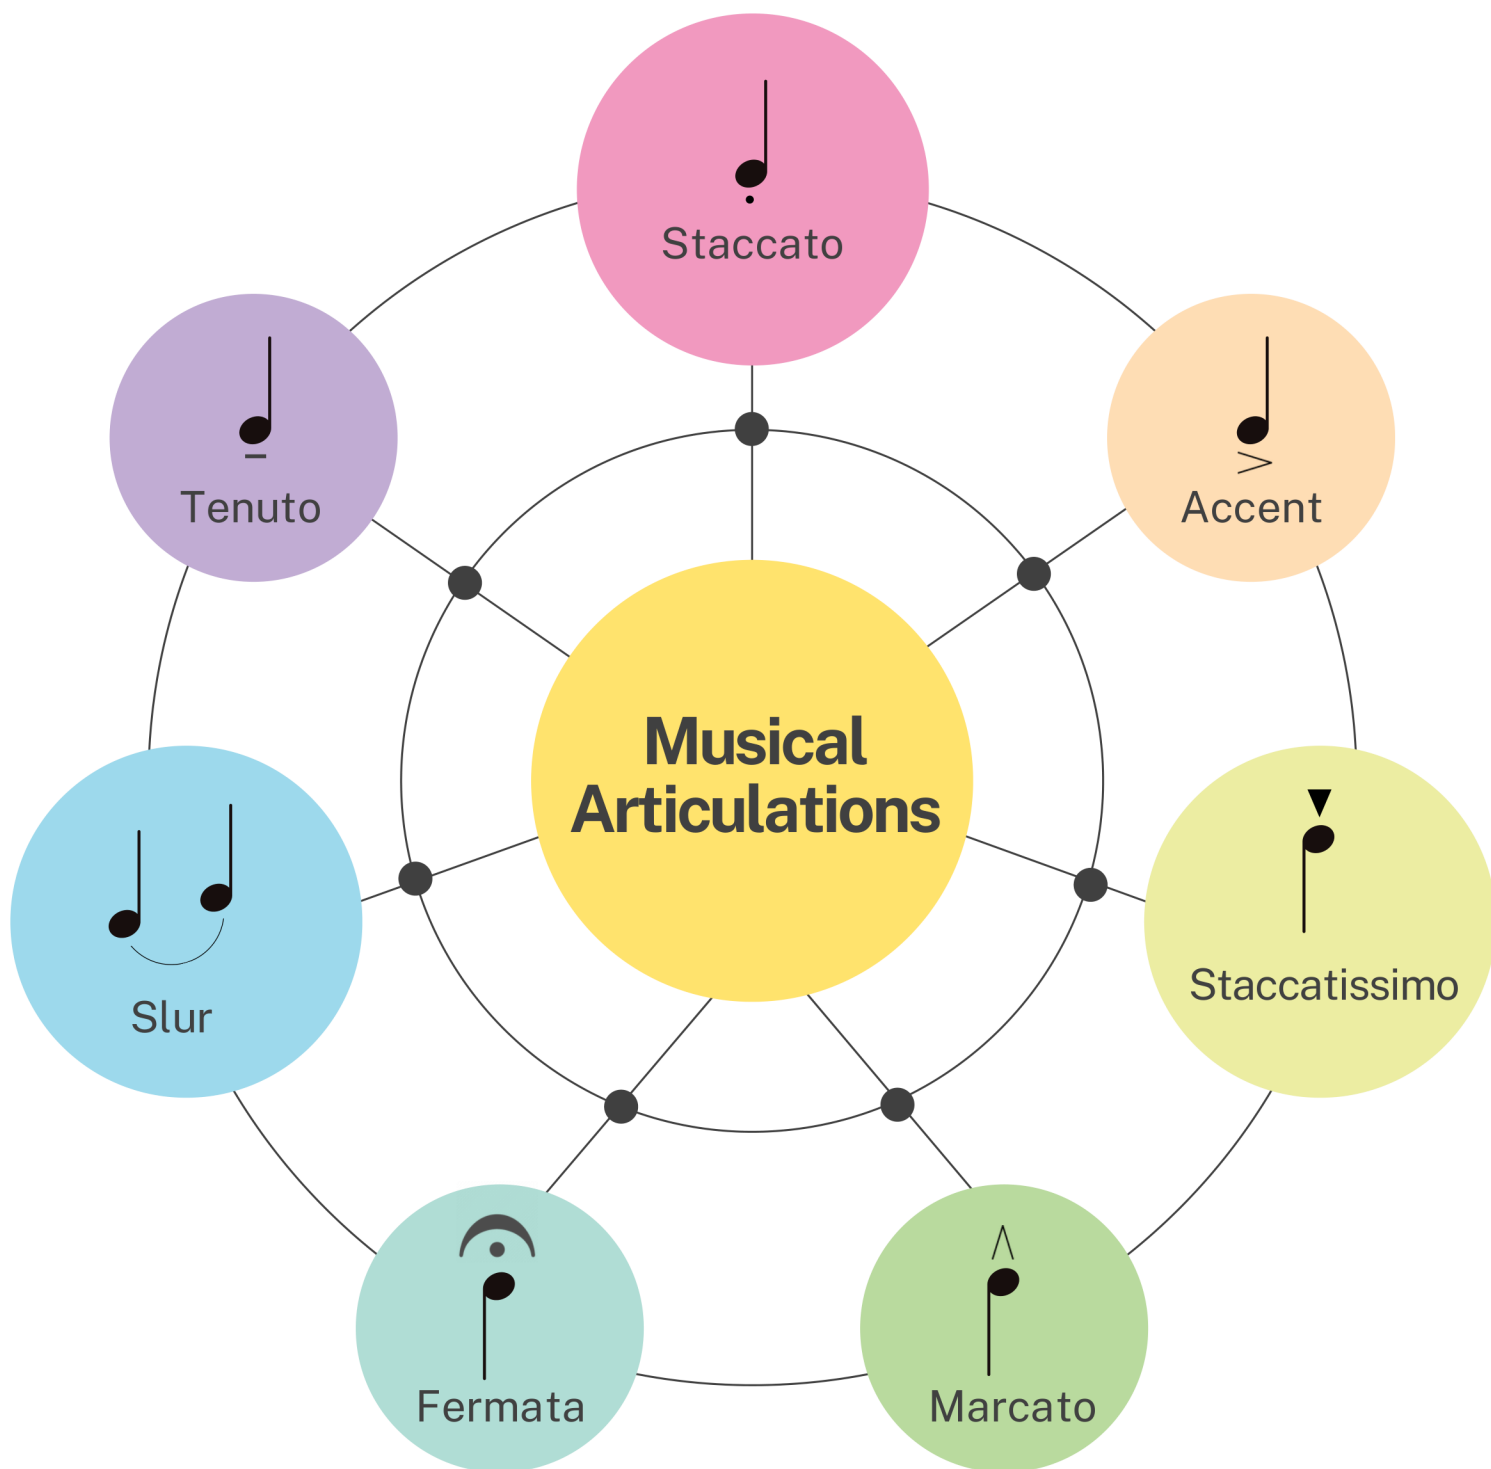 Staccato
Tenuto
Accent
Musical
Articulations
Slur
Staccatissimo
Fermata
Marcato